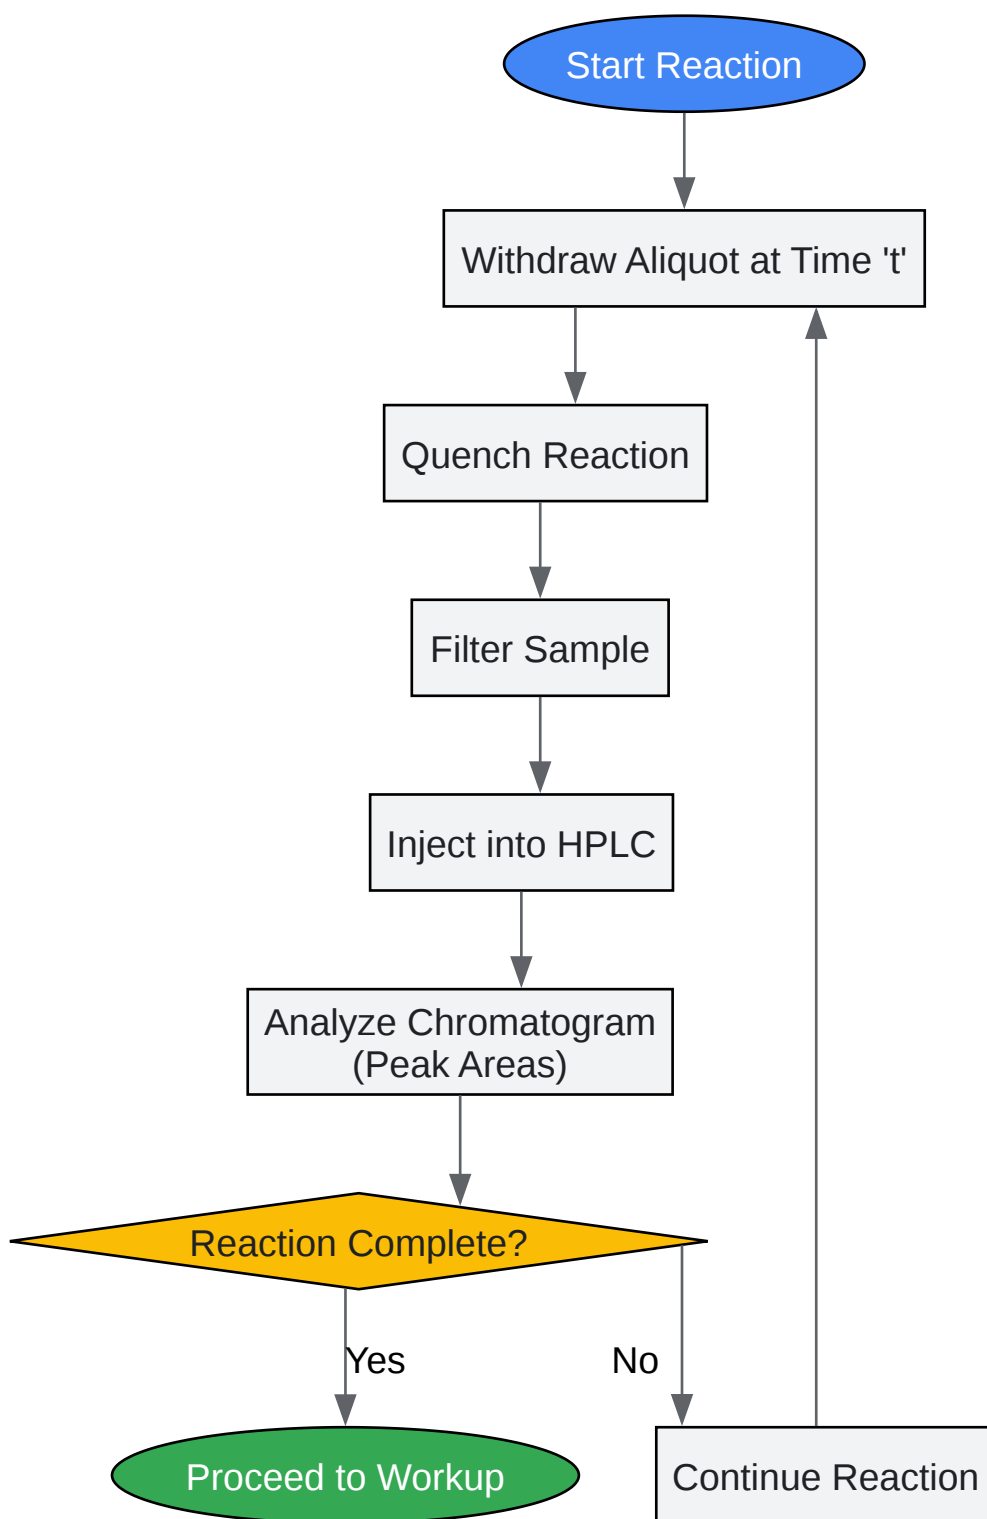 Start Reaction
Withdraw Aliquot at Time 't'
Quench Reaction
Filter Sample
Inject into HPLC
Analyze Chromatogram
(Peak Areas)
Reaction Complete?
Yes
No
Proceed to Workup
Continue Reaction